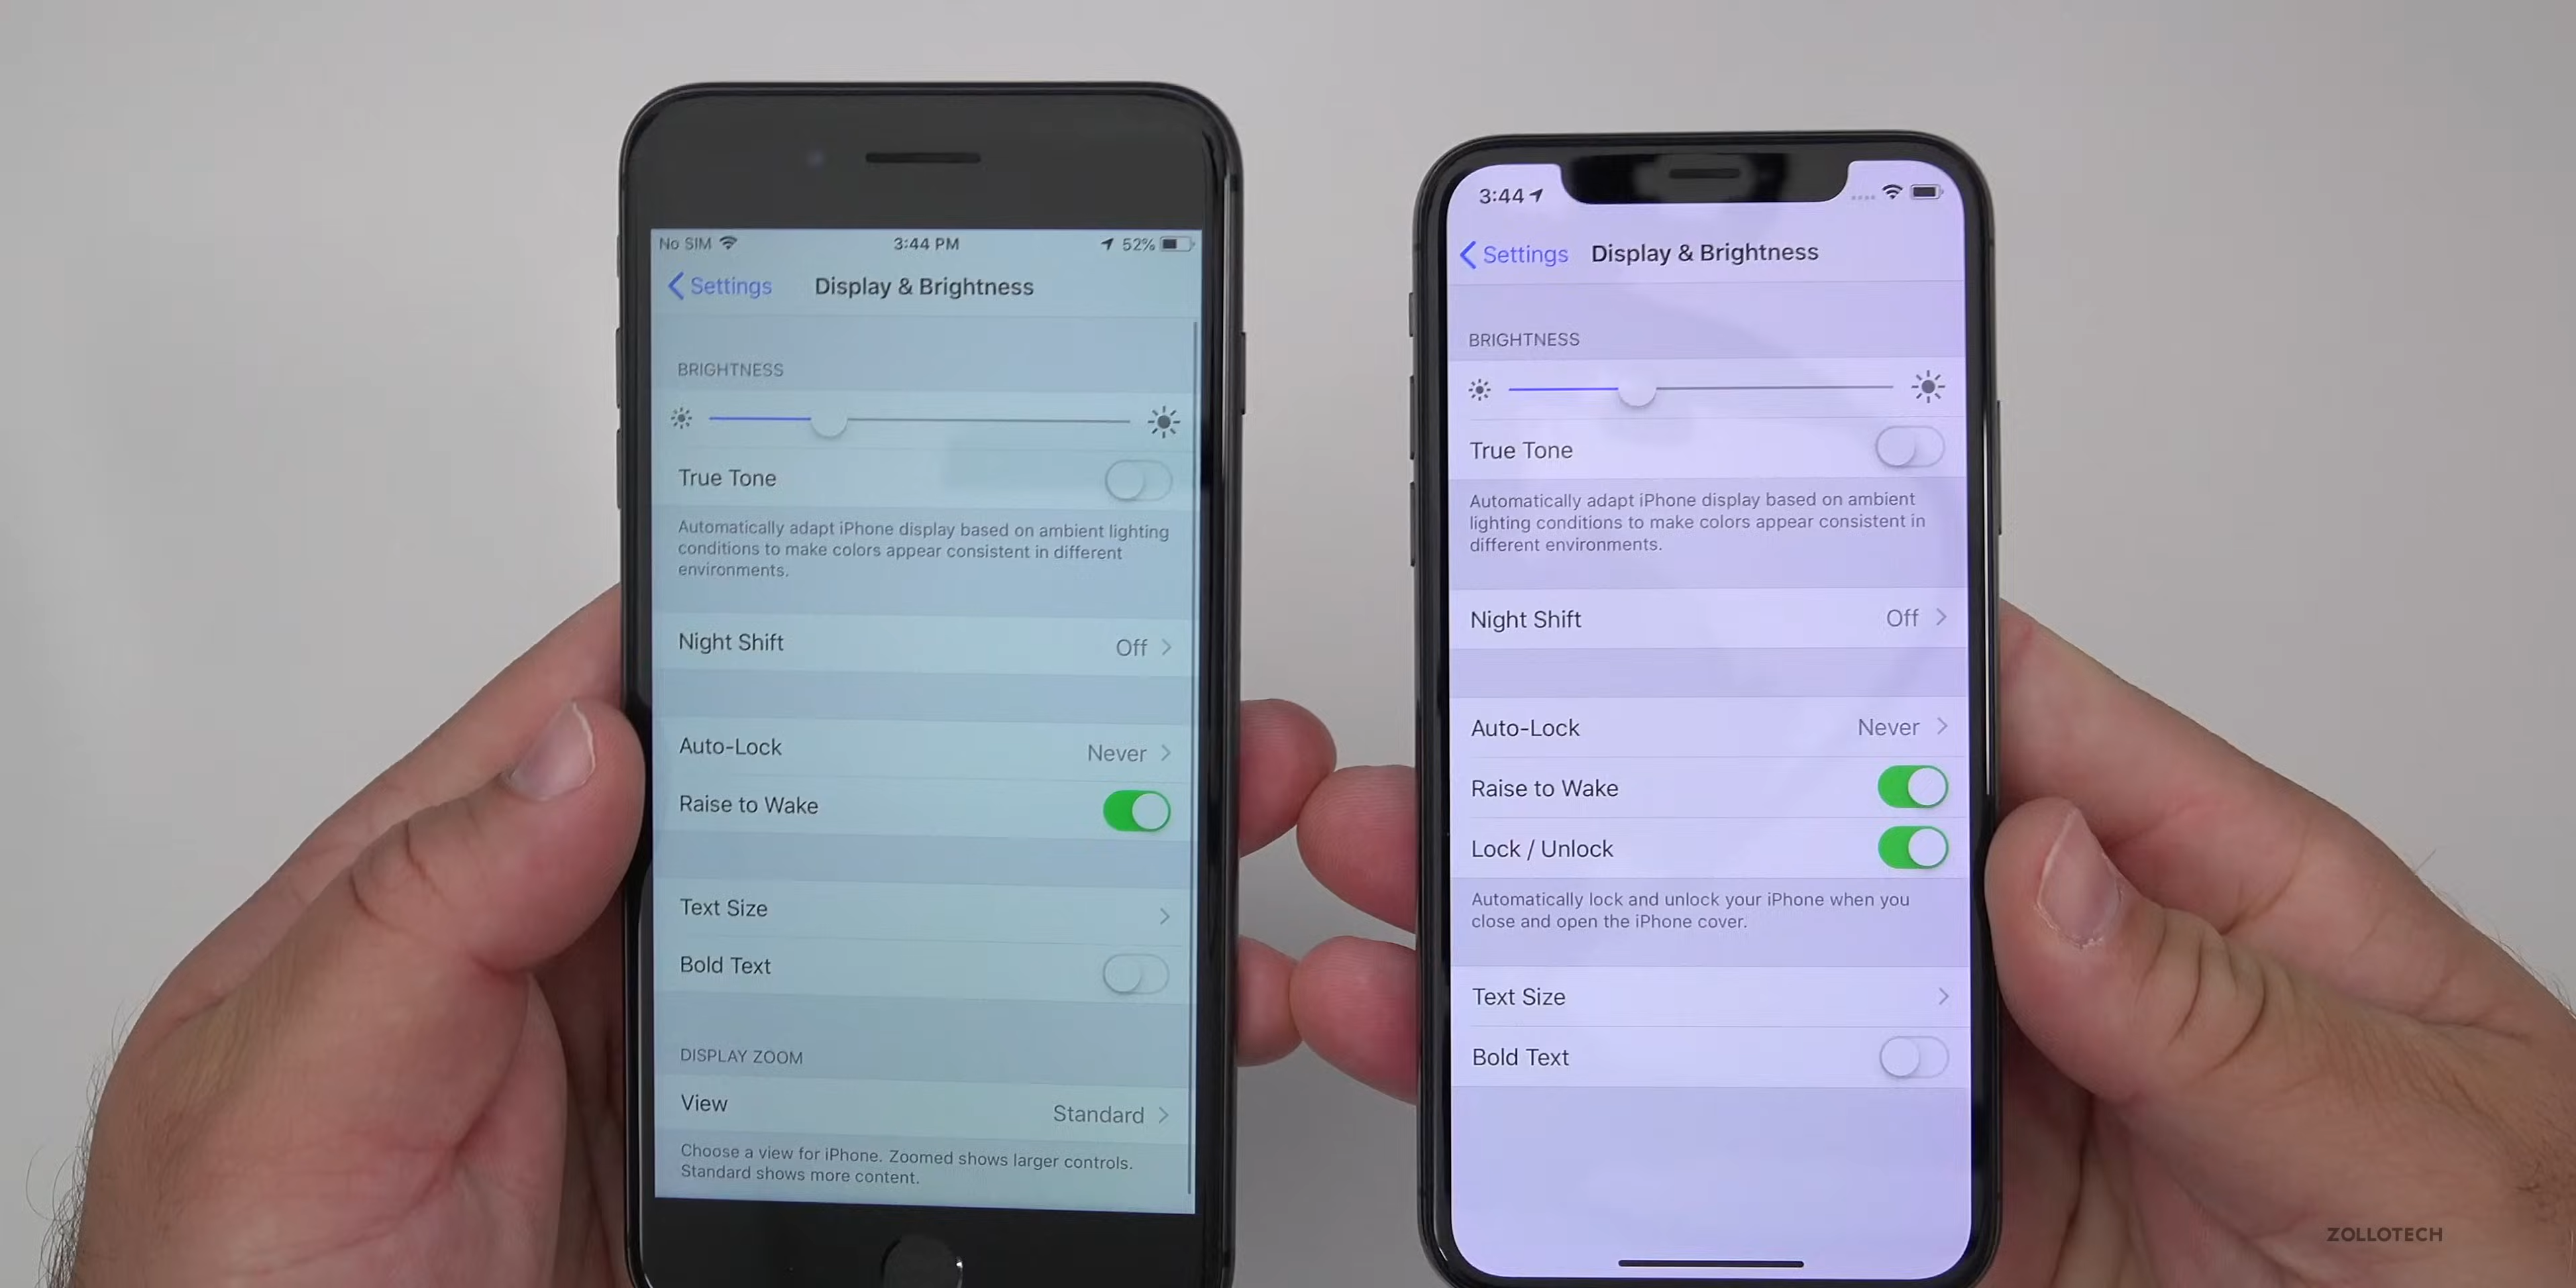 No SIM 3:44 PM 52%
Settings Display & Brightness
BRIGHTNESS
True Tone
Automatically adapt iPhone display based on ambient lighting
conditions to make colors appear consistent in different
environments.
Night Shift Off
Auto-Lock Never
Raise to Wake
Text Size
Bold Text
DISPLAY ZOOM
View Standard
Choose a view for iPhone. Zoomed shows larger controls.
Standard shows more content.
3:44
Settings Display & Brightness
BRIGHTNESS
True Tone
Automatically adapt iPhone display based on ambient
lighting conditions to make colors appear consistent in
different environments.
Night Shift Off
Auto-Lock Never
Raise to Wake
Lock / Unlock
Automatically lock and unlock your iPhone when you
close and open the iPhone cover.
Text Size
Bold Text
ZOLLOTECH